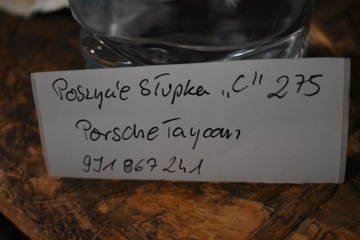 Poszycie Słupka „C" 275
Porsche Taycan
9J1 867 241